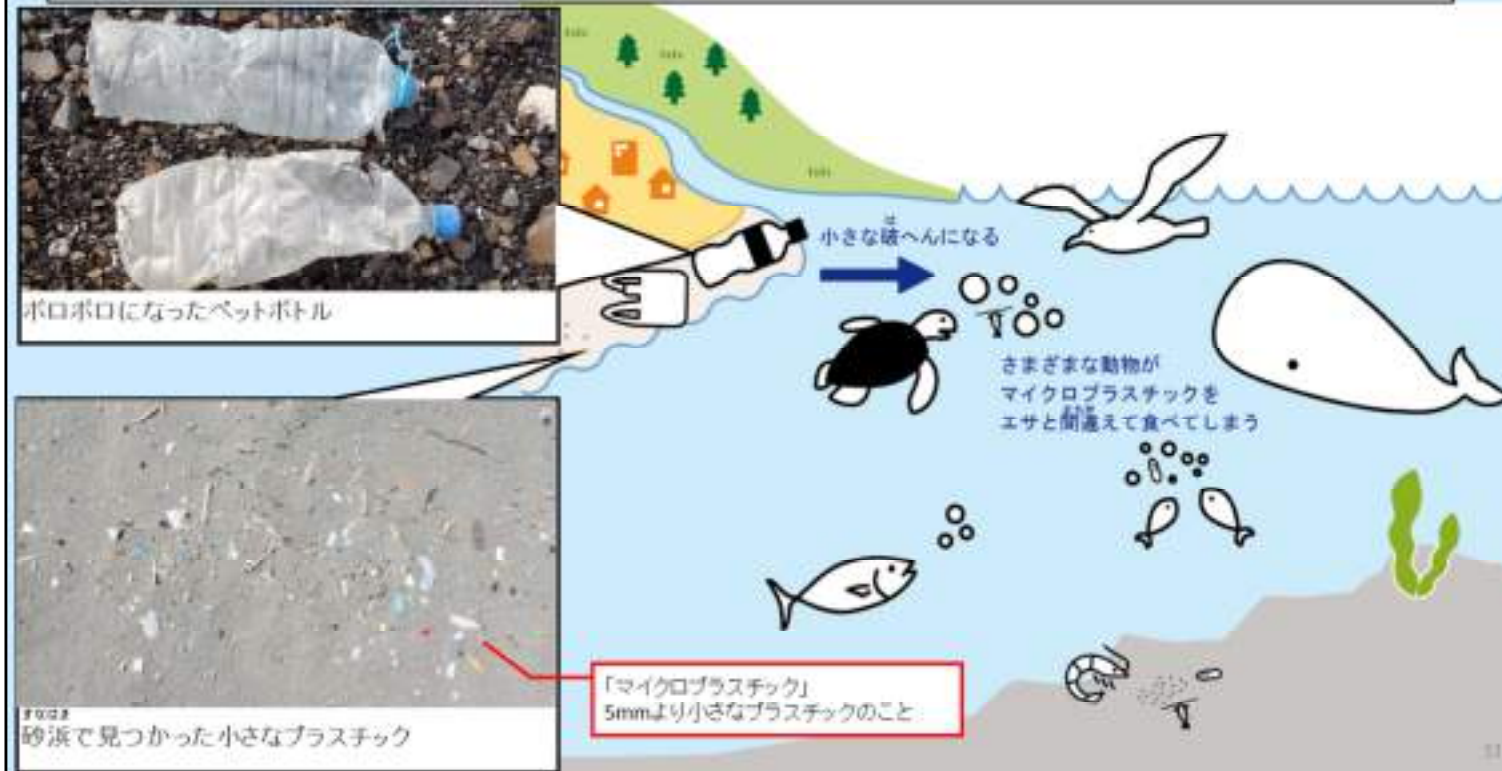 ボロボロになったペットボトル
は
小さな破へんになる
さまざまな動物が
マイクロプラスチックを
エサと間違えて食べてしまう
「マイクロプラスチック」
5mmより小さなプラスチックのこと
すなはま
砂浜で見つかった小さなプラスチック